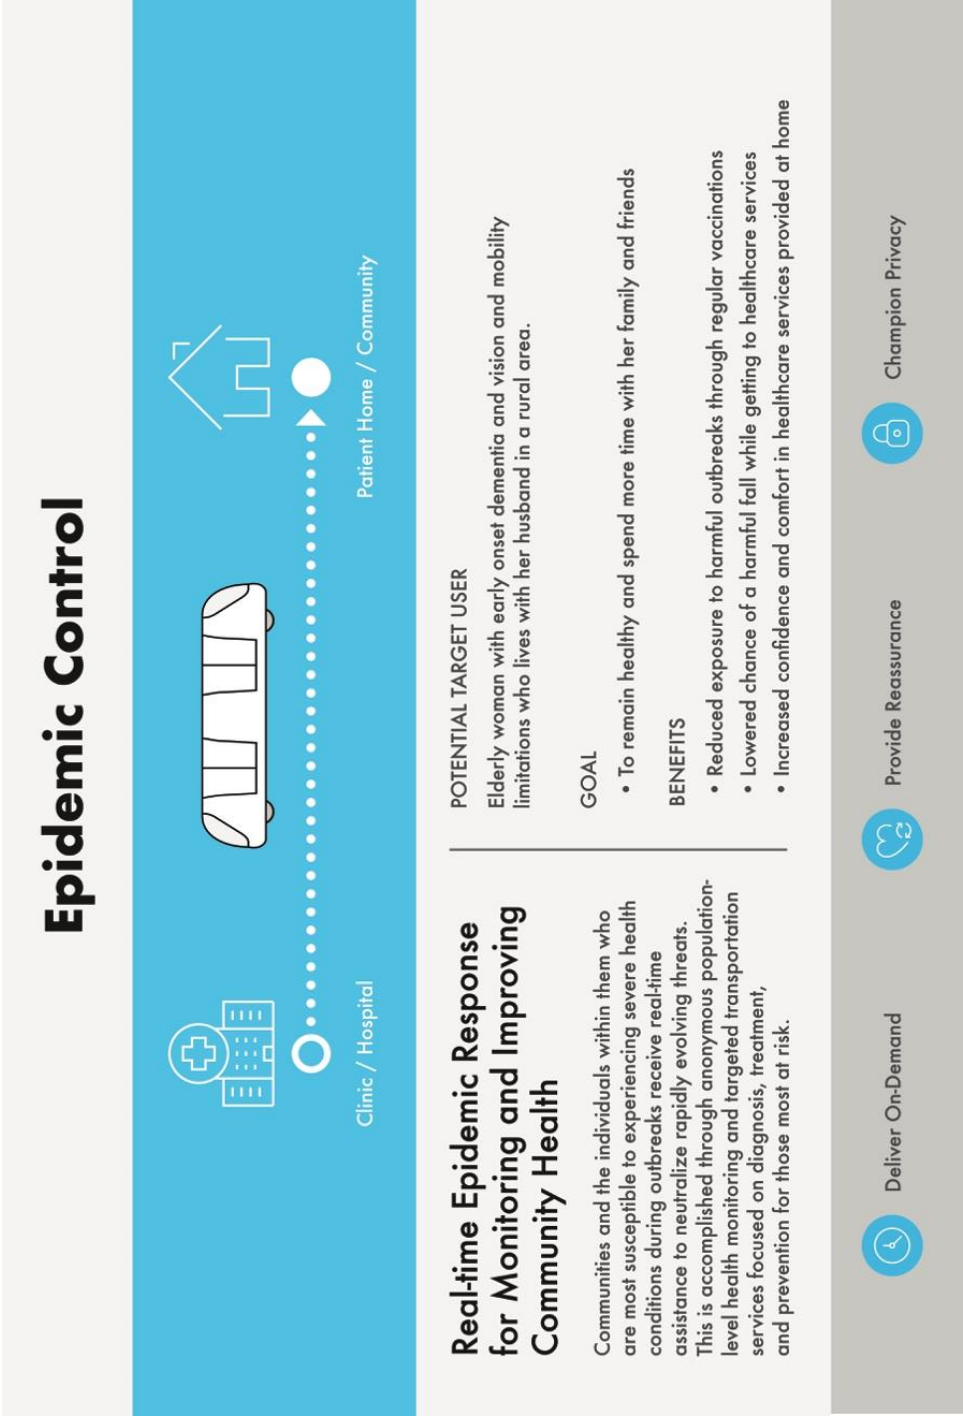 Epidemic Control
Clinic / Hospital
Patient Home / Community
Real-time Epidemic Response
for Monitoring and Improving
Community Health
Communities and the individuals within them who
are most susceptible to experiencing severe health
conditions during outbreaks receive real-time
assistance to neutralize rapidly evolving threats.
This is accomplished through anonymous population-
level health monitoring and targeted transportation
services focused on diagnosis, treatment,
and prevention for those most at risk.
POTENTIAL TARGET USER
Elderly woman with early onset dementia and vision and mobility
limitations who lives with her husband in a rural area.
GOAL
• To remain healthy and spend more time with her family and friends
BENEFITS
• Reduced exposure to harmful outbreaks through regular vaccinations
• Lowered chance of a harmful fall while getting to healthcare services
• Increased confidence and comfort in healthcare services provided at home
Deliver On-Demand
Provide Reassurance
Champion Privacy